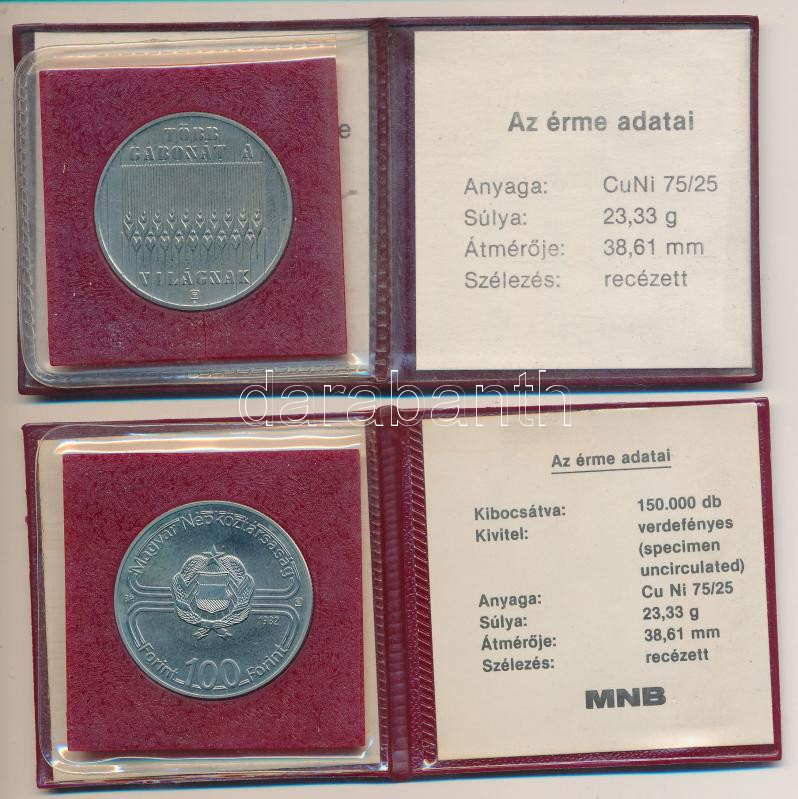 TÖBB
GABONÁT A
VILÁGNAK
e
Az érme adatai
Anyaga: CuNi 75/25
Súlya: 23,33 g
Átmérője: 38,61 mm
Szélezés: recézett
darabanth
Magyar Népköztársaság
BP.
1982
Forint 100 Forint
Az érme adatai
Kibocsátva: 150.000 db
Kivitel: verdefényes
(specimen
uncirculated)
Anyaga: Cu Ni 75/25
Súlya: 23,33 g
Átmérője: 38,61 mm
Szélezés: recézett
MNB